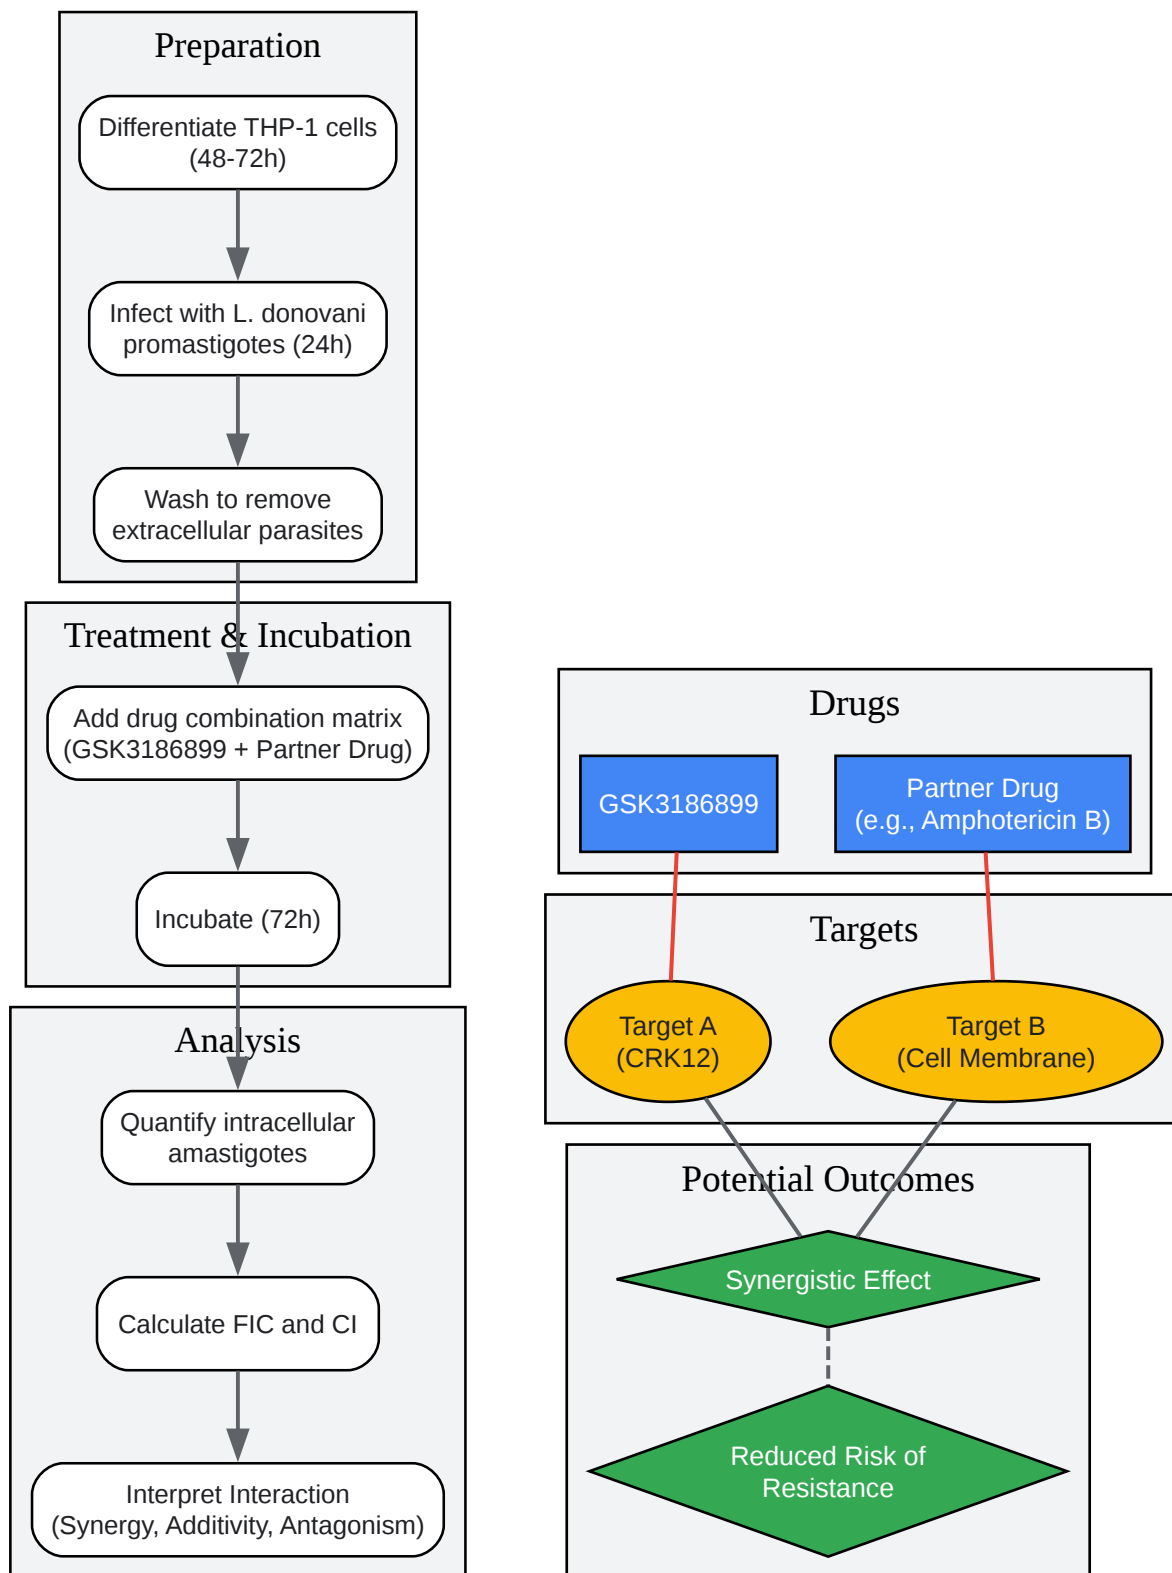 Preparation
Differentiate THP-1 cells
(48-72h)
Infect with L. donovani
promastigotes (24h)
Wash to remove
extracellular parasites
Treatment & Incubation
Add drug combination matrix
(GSK3186899 + Partner Drug)
Incubate (72h)
Analysis
Quantify intracellular
amastigotes
Calculate FIC and CI
Interpret Interaction
(Synergy, Additivity, Antagonism)
Drugs
GSK3186899
Partner Drug
(e.g., Amphotericin B)
Targets
Target A
(CRK12)
Target B
(Cell Membrane)
Potential Outcomes
Synergistic Effect
Reduced Risk of
Resistance